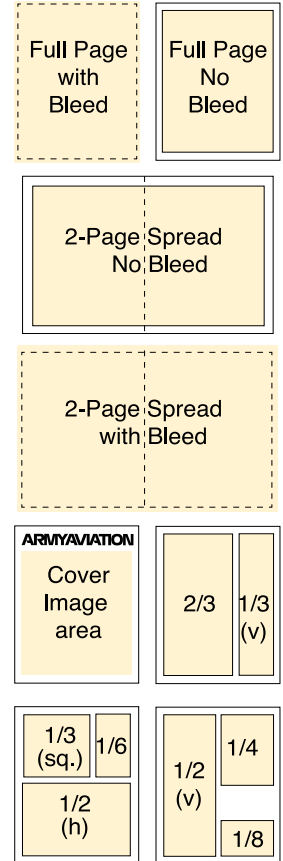 Full Page
with
Bleed
Full Page
No
Bleed
2-Page Spread
No Bleed
2-Page Spread
with Bleed
ARMYAVIATION
Cover
Image
area
2/3
1/3
(v)
1/3
(sq.)
1/6
1/2
(h)
1/2
(v)
1/4
1/8